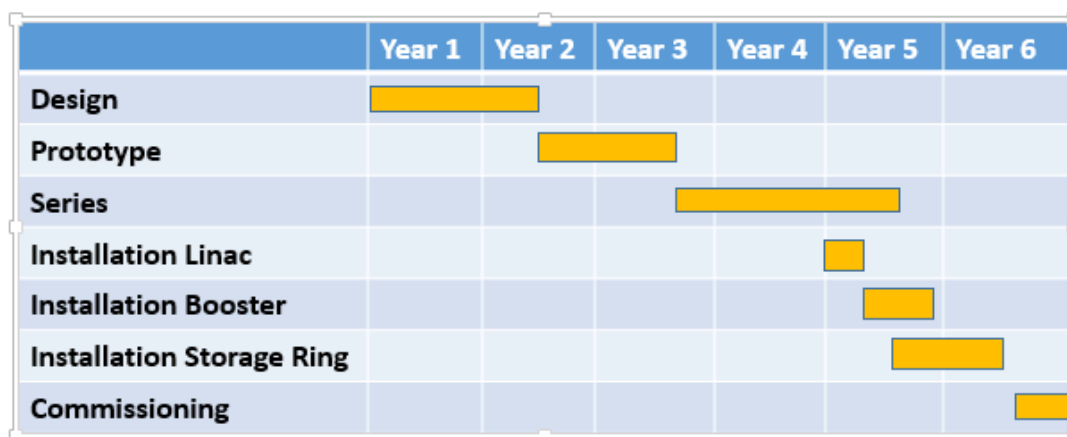 Year 1 Year 2 Year 3 Year 4 Year 5 Year 6
Design
Prototype
Series
Installation Linac
Installation Booster
Installation Storage Ring
Commissioning